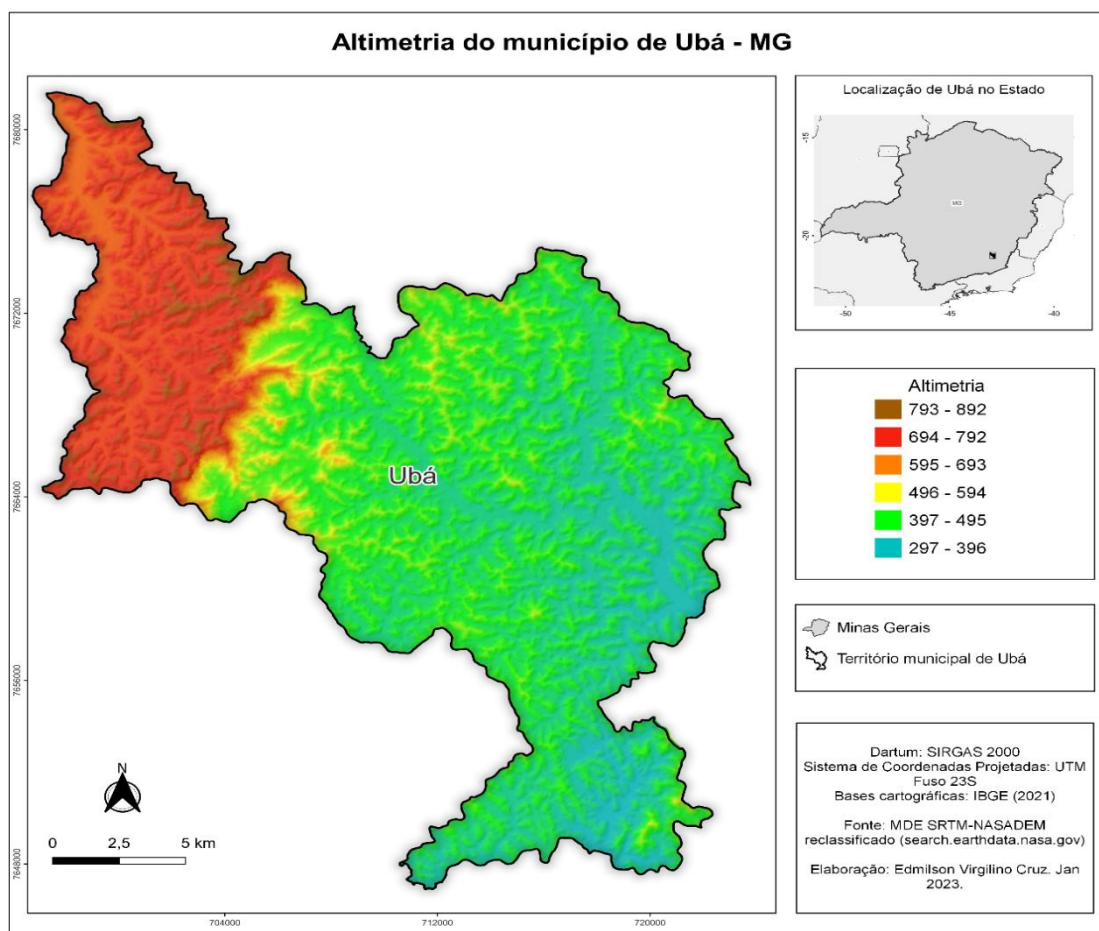 Altimetria do município de Ubá - MG
7680000
7672000
7664000
7656000
7648000
704000
712000
720000
Ubá
N
0 2,5 5 km
Localização de Ubá no Estado
-15
-20
-50
-45
-40
MG
Altimetria
793 - 892
694 - 792
595 - 693
496 - 594
397 - 495
297 - 396
Minas Gerais
Território municipal de Ubá
Dartum: SIRGAS 2000
Sistema de Coordenadas Projetadas: UTM
Fuso 23S
Bases cartográficas: IBGE (2021)
Fonte: MDE SRTM-NASADEM
reclassificado (search.earthdata.nasa.gov)
Elaboração: Edmilson Virgilino Cruz. Jan
2023.